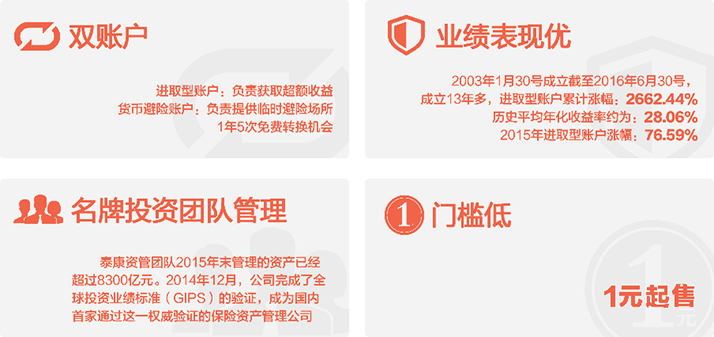 双账户
进取型账户：负责获取超额收益
货币避险账户：负责提供临时避险场所
1年5次免费转换机会
业绩表现优
2003年1月30号成立截至2016年6月30号，
成立13年多，进取型账户累计涨幅：2662.44%
历史平均年化收益率约为：28.06%
2015年进取型账户涨幅：76.59%
名牌投资团队管理
泰康资管团队2015年末管理的资产已经
超过8300亿元。2014年12月，公司完成了全
球投资业绩标准（GIPS）的验证，成为国内
首家通过这一权威验证的保险资产管理公司
1
门槛低
1元
1元起售